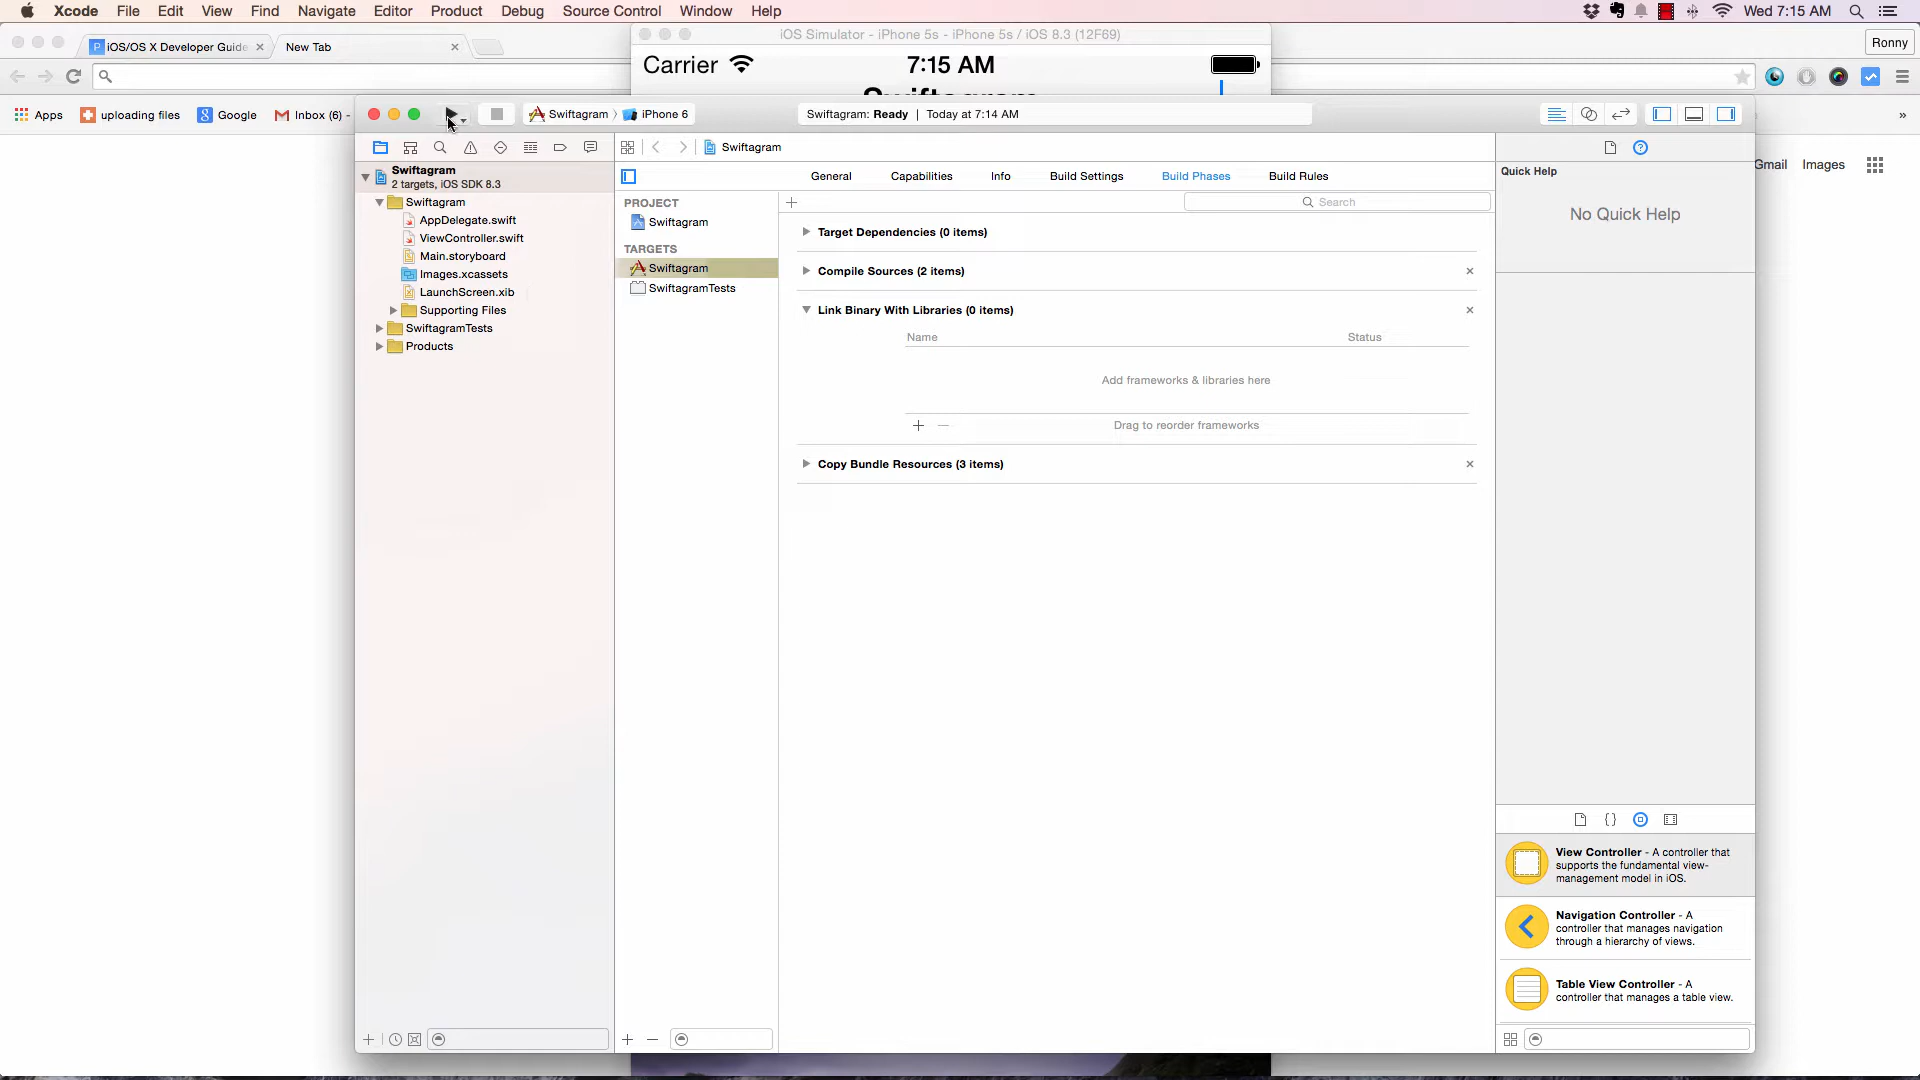 Xcode File Edit View Find Navigate Editor Product Debug Source Control Window Help Wed 7:15 AM
iOS/OS X Developer Guide New Tab
iOS Simulator - iPhone 5s - iPhone 5s / iOS 8.3 (12F69)
Ronny
Carrier 7:15 AM
Swiftagram
Apps uploading files Google Inbox (6) -
Swiftagram iPhone 6
Swiftagram: Ready | Today at 7:14 AM
»
Gmail Images
Swiftagram
2 targets, iOS SDK 8.3
Swiftagram
AppDelegate.swift
ViewController.swift
Main.storyboard
Images.xcassets
LaunchScreen.xib
Supporting Files
SwiftagramTests
Products
Swiftagram
General Capabilities Info Build Settings Build Phases Build Rules
PROJECT
Swiftagram
TARGETS
Swiftagram
SwiftagramTests
Search
Target Dependencies (0 items)
Compile Sources (2 items)
Link Binary With Libraries (0 items)
Name Status
Add frameworks & libraries here
Drag to reorder frameworks
Copy Bundle Resources (3 items)
Quick Help
No Quick Help
View Controller - A controller that
supports the fundamental view-
management model in iOS.
Navigation Controller - A
controller that manages navigation
through a hierarchy of views.
Table View Controller - A
controller that manages a table view.